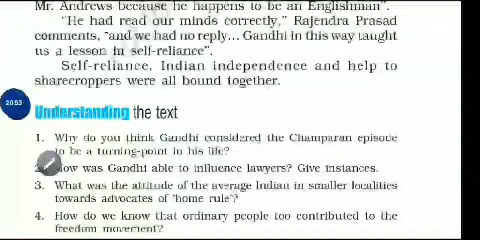 Mr. Andrews because he happens to be an Englishman".
"He had read our minds correctly," Rajendra Prasad
comments, "and we had no reply... Gandhi in this way taught
us a lesson in self-reliance".
Self-reliance, Indian independence and help to
sharecroppers were all bound together.
2053
Understanding the text
1. Why do you think Gandhi considered the Champaran episode
to be a turning-point in his life?
2. How was Gandhi able to influence lawyers? Give instances.
3. What was the attitude of the average Indian in smaller localities
towards advocates of 'home rule'?
4. How do we know that ordinary people too contributed to the
freedom movement?